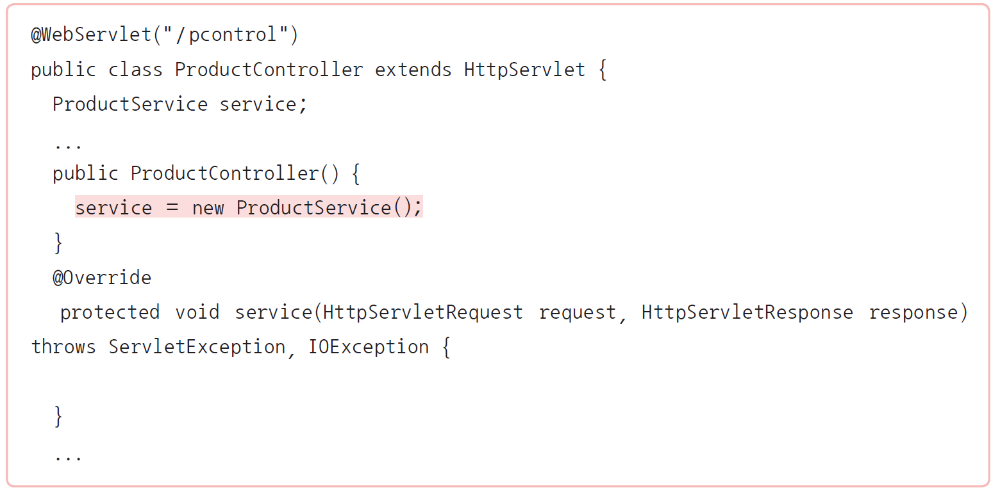 @WebServlet("/pcontrol")
public class ProductController extends HttpServlet {
  ProductService service;
  ...
  public ProductController() {
    service = new ProductService();
  }
  @Override
  protected void service(HttpServletRequest request, HttpServletResponse response)
throws ServletException, IOException {
  }
  ...